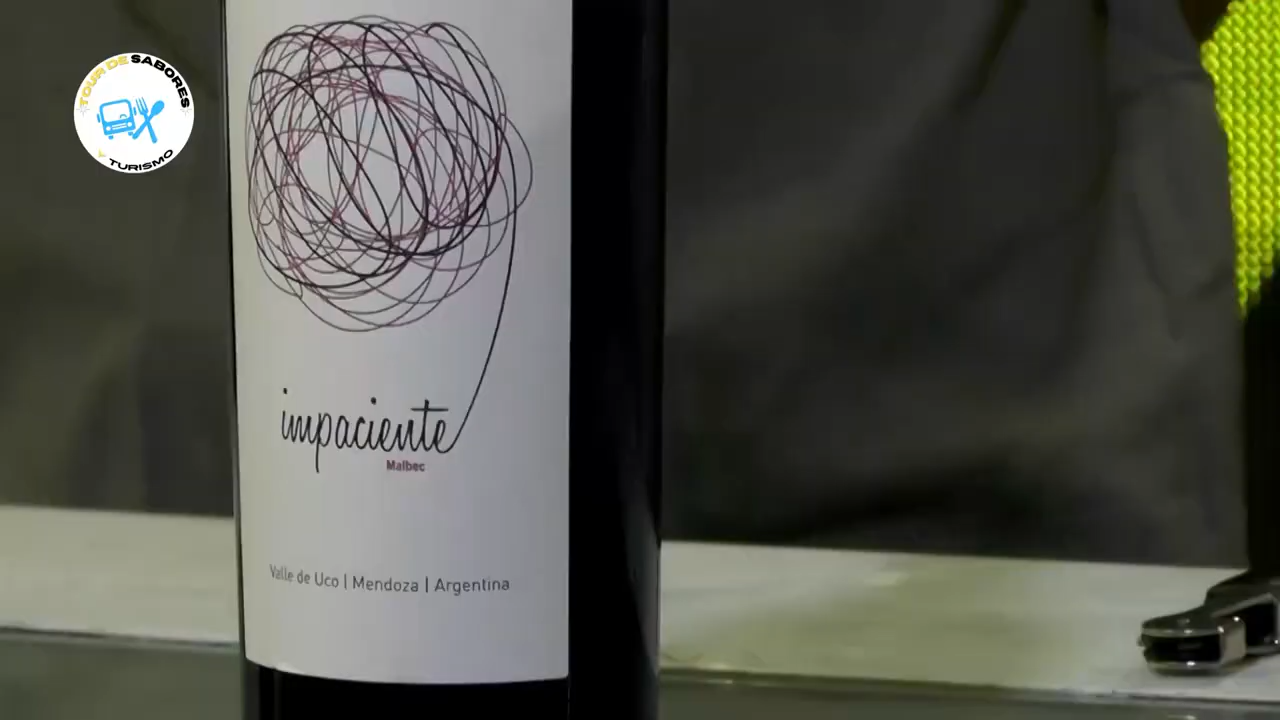 TOUR DE SABORES
Y TURISMO
impaciente
Malbec
Valle de Uco | Mendoza | Argentina